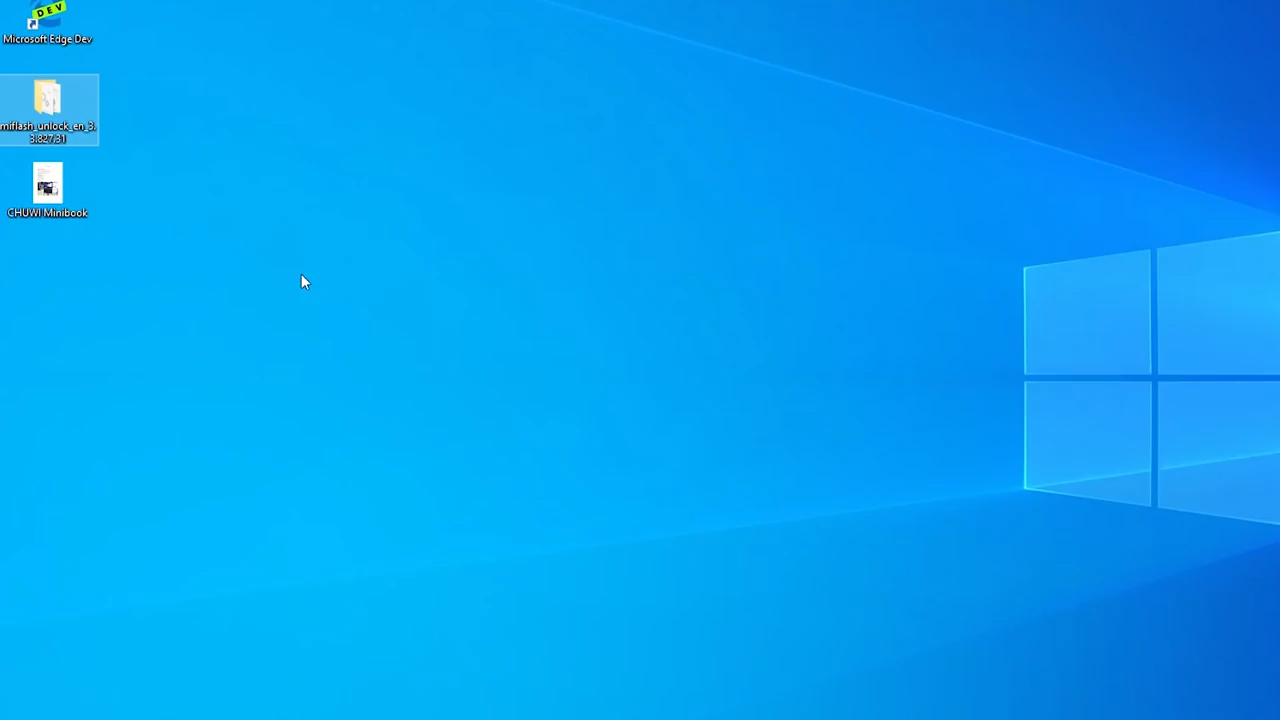 DEV
Microsoft Edge Dev
miflash_unlock_en_3.
3.827.31
CHUWI Minibook